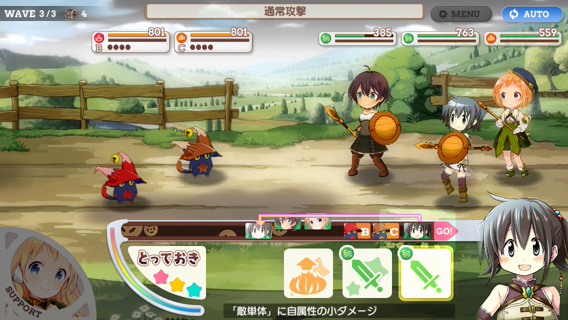 WAVE 3/3 4
通常攻撃
MENU
AUTO
801
B
801
C
385
763
559
B
C
GO!
とっておき
SUPPORT
「敵単体」に自属性の小ダメージ